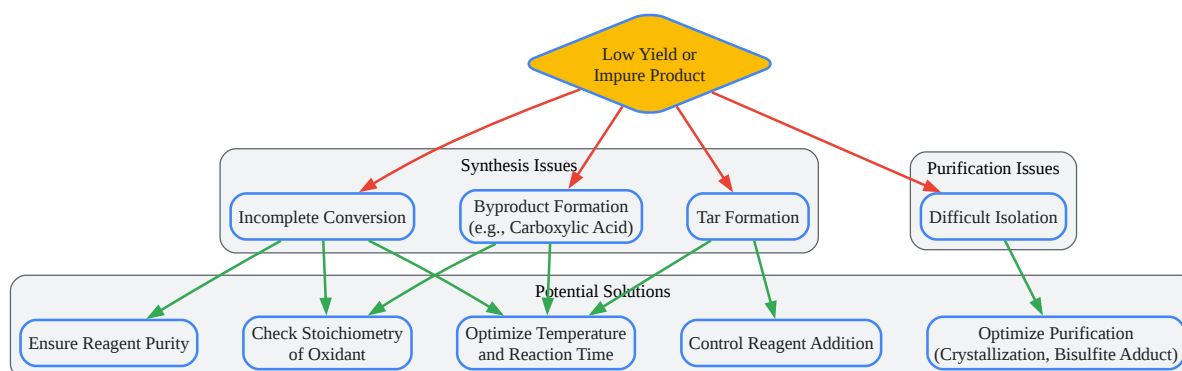 Low Yield or
Impure Product
Synthesis Issues
Purification Issues
Incomplete Conversion
Byproduct Formation
(e.g., Carboxylic Acid)
Tar Formation
Difficult Isolation
Potential Solutions
Ensure Reagent Purity
Check Stoichiometry
of Oxidant
Optimize Temperature
and Reaction Time
Control Reagent Addition
Optimize Purification
(Crystallization, Bisulfite Adduct)